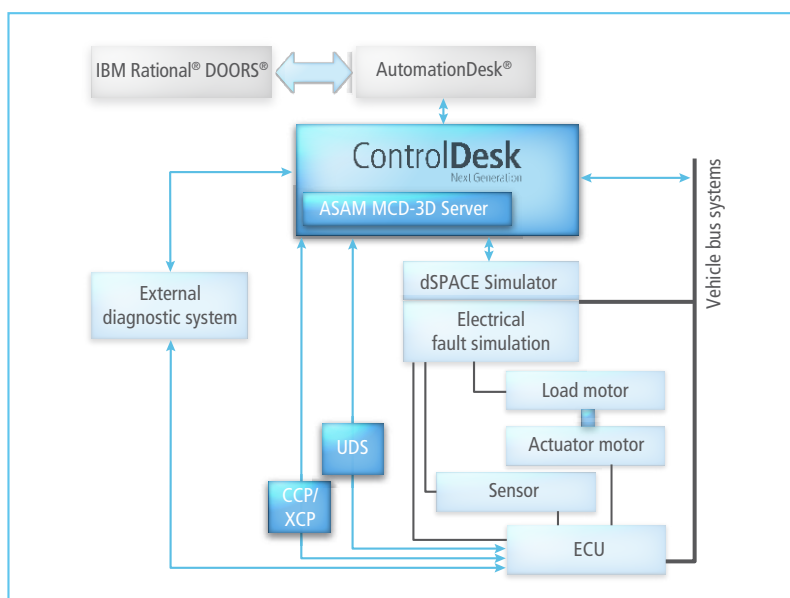 IBM Rational® DOORS®
AutomationDesk®
ControlDesk
Next Generation
ASAM MCD-3D Server
Vehicle bus systems
External
diagnostic system
dSPACE Simulator
Electrical
fault simulation
Load motor
UDS
Actuator motor
CCP/
XCP
Sensor
ECU